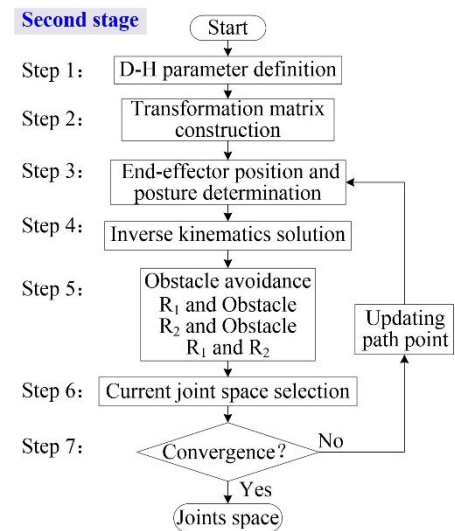 Second stage
Start
Step 1： D-H parameter definition
Step 2： Transformation matrix
construction
Step 3： End-effector position and
posture determination
Step 4： Inverse kinematics solution
Step 5： Obstacle avoidance
R₁ and Obstacle
R₂ and Obstacle
R₁ and R₂
Updating
path point
Step 6： Current joint space selection
Step 7： Convergence?
No
Yes
Joints space